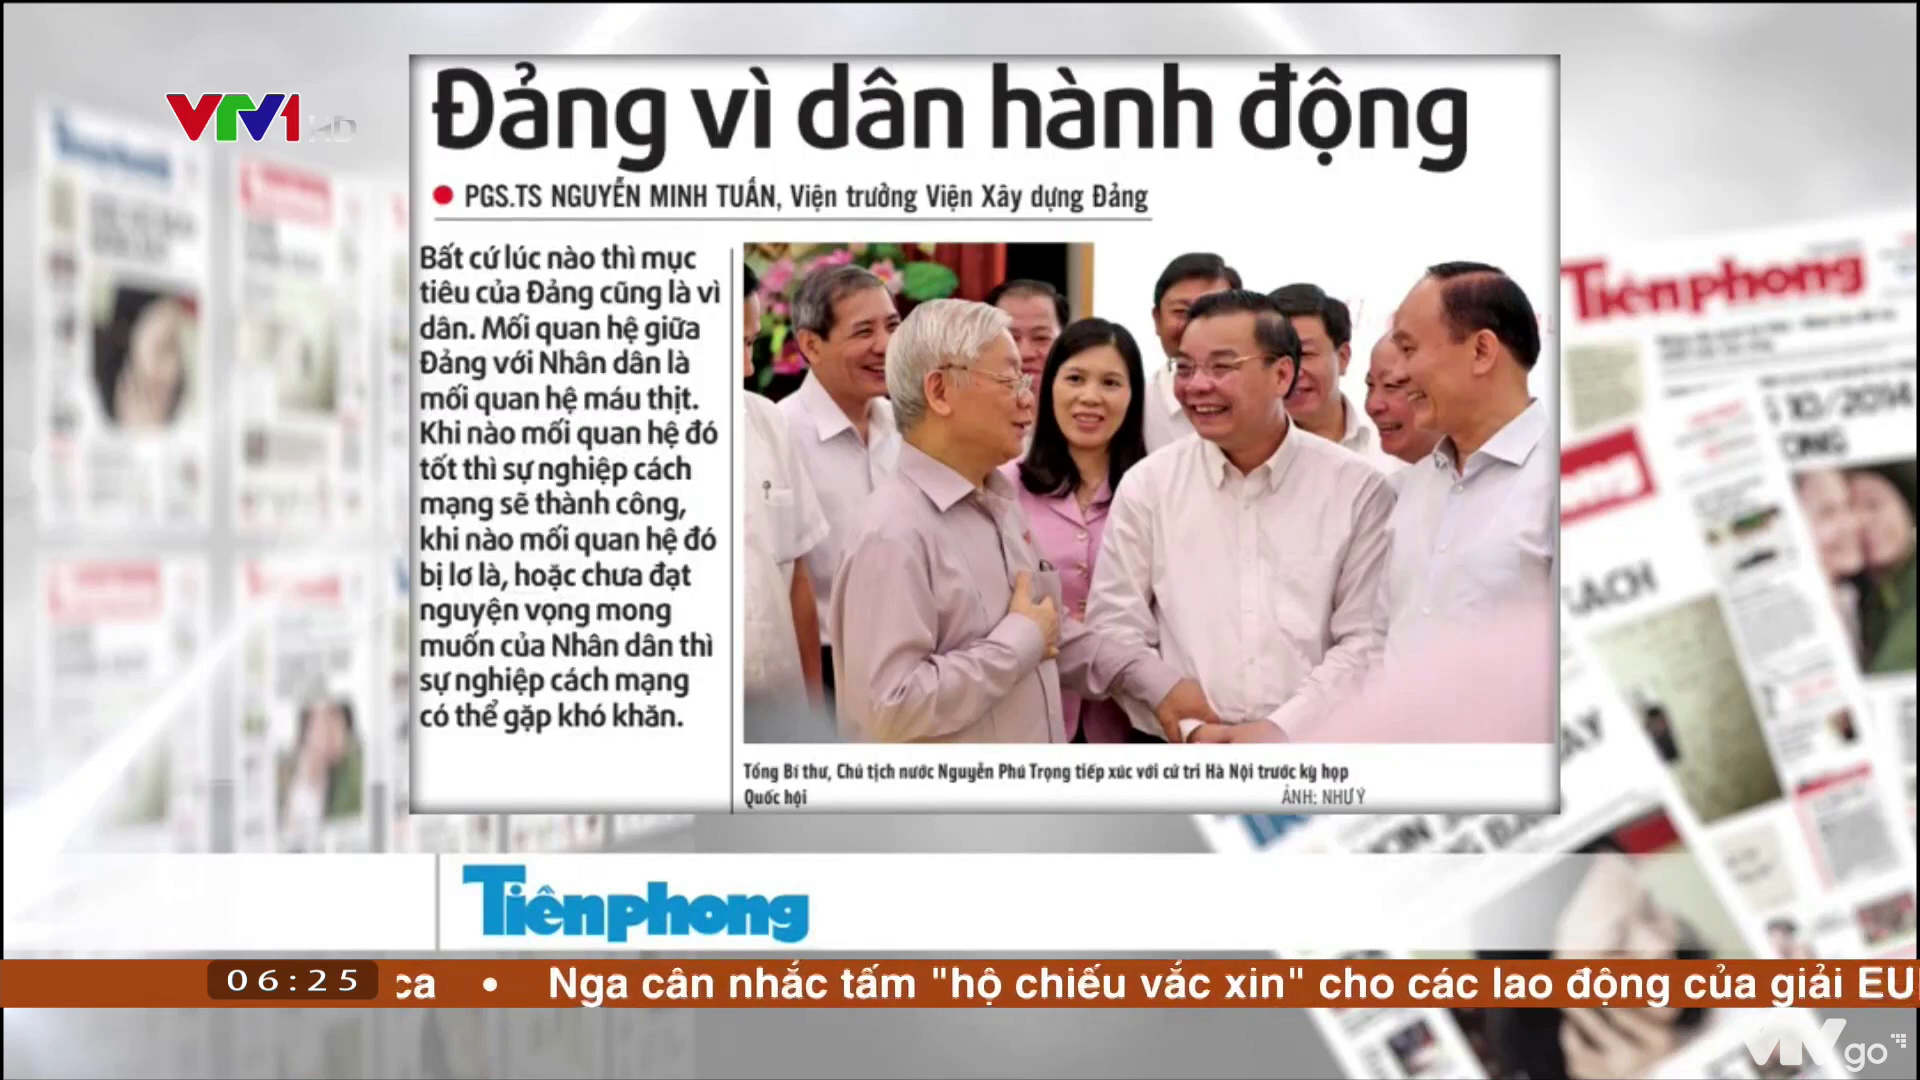 VTV1 HD
Đảng vì dân hành động
PGS.TS NGUYỄN MINH TUẤN, Viện trưởng Viện Xây dựng Đảng
Bất cứ lúc nào thì mục
tiêu của Đảng cũng là vì
dân. Mối quan hệ giữa
Đảng với Nhân dân là
mối quan hệ máu thịt.
Khi nào mối quan hệ đó
tốt thì sự nghiệp cách
mạng sẽ thành công,
khi nào mối quan hệ đó
bị lơ là, hoặc chưa đạt
nguyện vọng mong
muốn của Nhân dân thì
sự nghiệp cách mạng
có thể gặp khó khăn.
Tổng Bí thư, Chủ tịch nước Nguyễn Phú Trọng tiếp xúc với cử tri Hà Nội trước kỳ họp
Quốc hội
ẢNH: NHƯ Ý
Tiênphong
10/2014
SÁCH
Tiênphong
06:25
ca • Nga cân nhắc tấm "hộ chiếu vắc xin" cho các lao động của giải EU
VTVgo